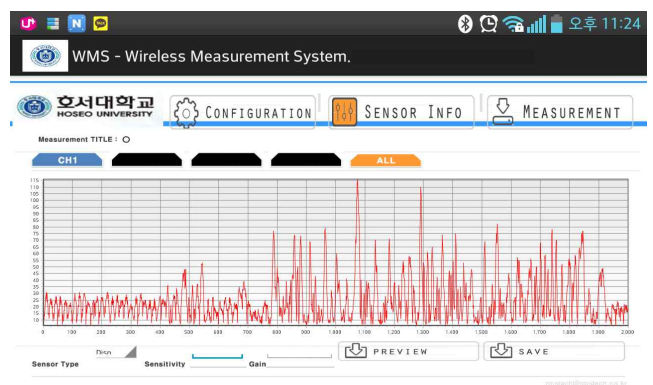 오후 11:24
WMS - Wireless Measurement System.
호서대학교
HOSEO UNIVERSITY
CONFIGURATION
SENSOR INFO
MEASUREMENT
Measurement TITLE :
CH1
ALL
115
110
105
100
95
90
85
80
75
70
65
60
55
50
45
40
35
30
25
20
15
10
0 100 200 300 400 500 600 700 800 900 1,000 1,100 1,200 1,300 1,400 1,500 1,600 1,700 1,800 1,900 2,000
Sensor Type
Disp
Sensitivity
Gain
PREVIEW
SAVE